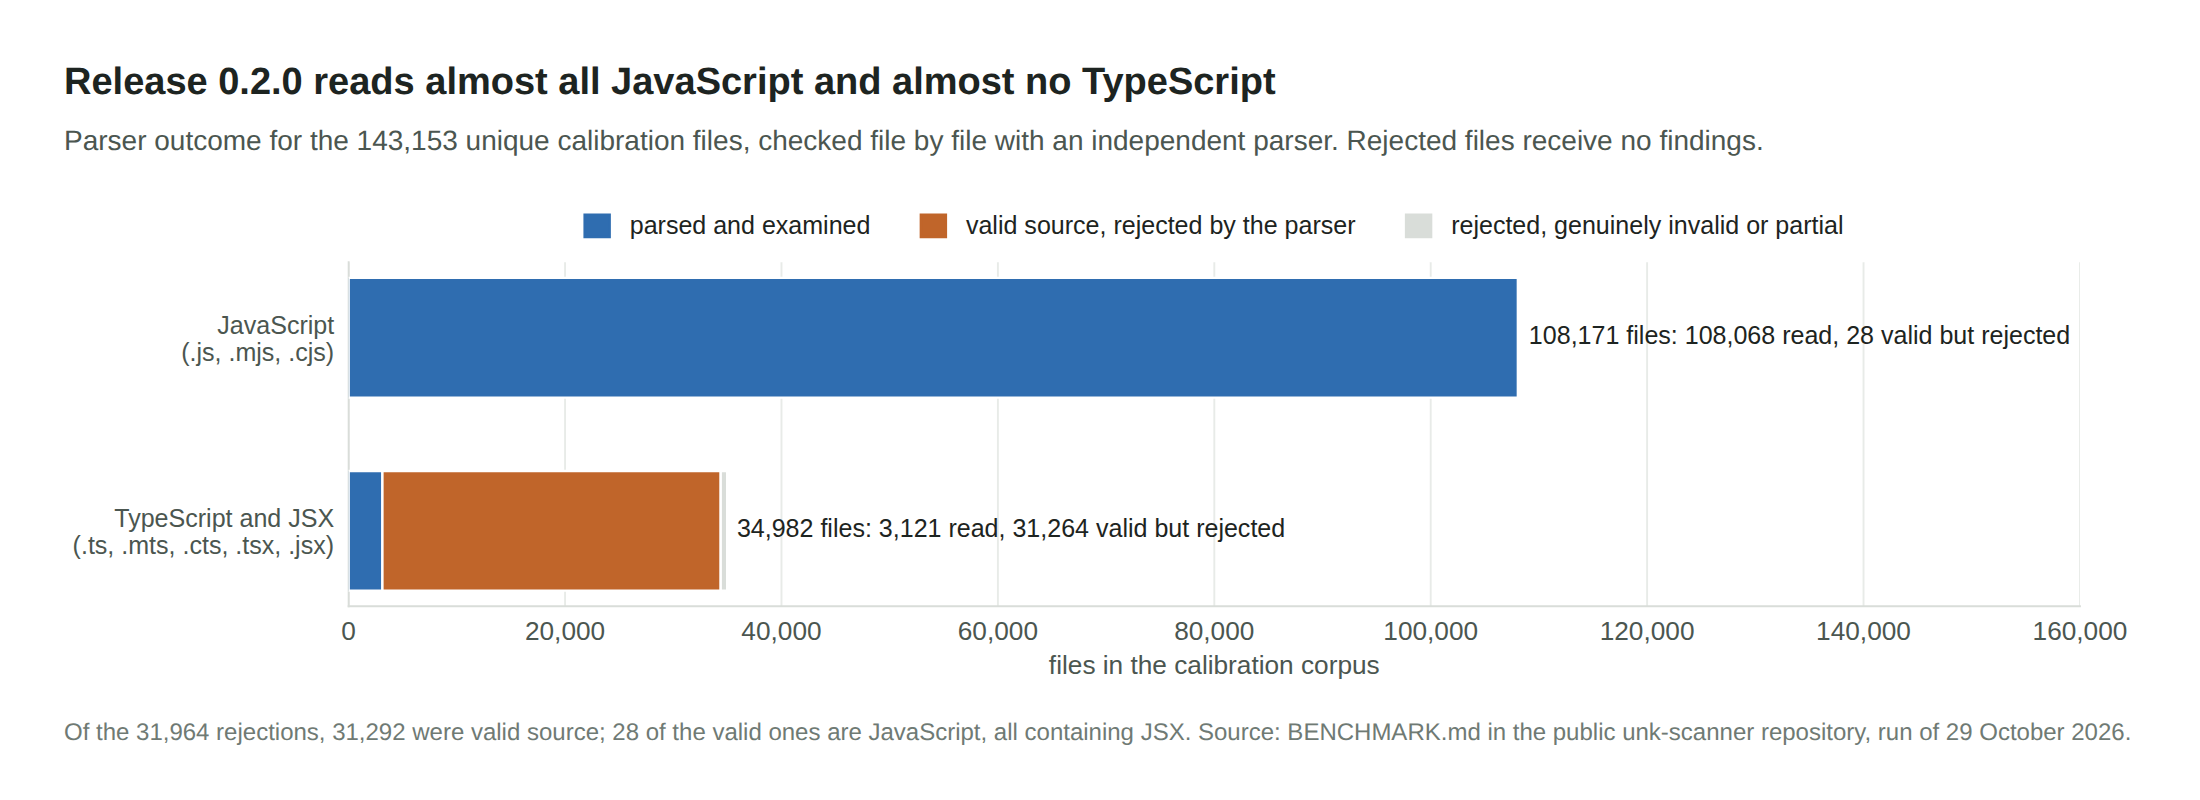 Release 0.2.0 reads almost all JavaScript and almost no TypeScript
Parser outcome for the 143,153 unique calibration files, checked file by file with an independent parser. Rejected files receive no findings.
parsed and examined
valid source, rejected by the parser
rejected, genuinely invalid or partial
JavaScript
(.js, .mjs, .cjs)
108,171 files: 108,068 read, 28 valid but rejected
TypeScript and JSX
(.ts, .mts, .cts, .tsx, .jsx)
34,982 files: 3,121 read, 31,264 valid but rejected
0
20,000
40,000
60,000
80,000
100,000
120,000
140,000
160,000
files in the calibration corpus
Of the 31,964 rejections, 31,292 were valid source; 28 of the valid ones are JavaScript, all containing JSX. Source: BENCHMARK.md in the public unk-scanner repository, run of 29 October 2026.